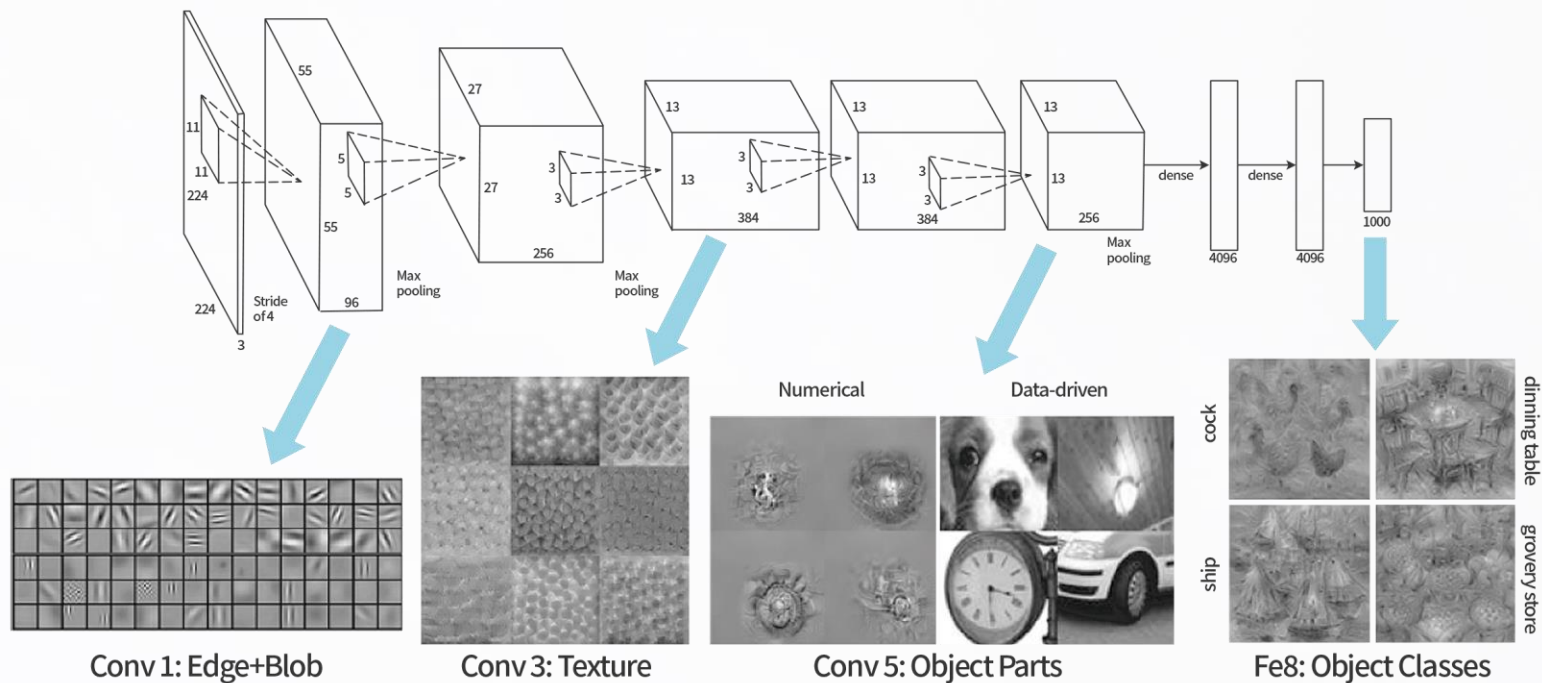 55
27
13
13
13
11
11
224
5
5
3
3
3
3
3
3
55
27
13
13
13
dense
dense
224
Stride
of 4
3
96
Max
pooling
256
Max
pooling
384
384
256
Max
pooling
4096
4096
1000
Numerical
Data-driven
cock
dinning table
ship
grovery store
Conv 1: Edge+Blob
Conv 3: Texture
Conv 5: Object Parts
Fe8: Object Classes